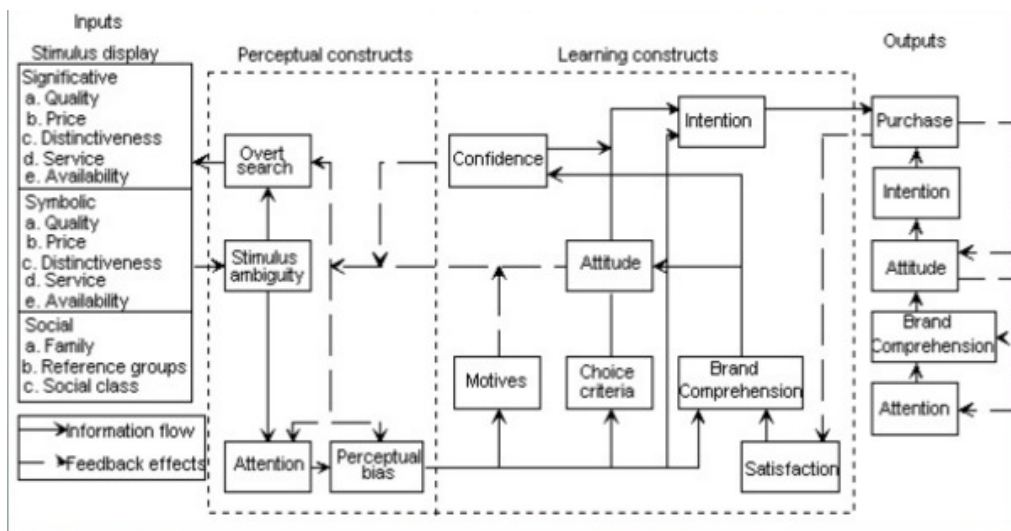 Inputs
Stimulus display
Significative
a. Quality
b. Price
c. Distinctiveness
d. Service
e. Availability
Symbolic
a. Quality
b. Price
c. Distinctiveness
d. Service
e. Availability
Social
a. Family
b. Reference groups
c. Social class
Information flow
Feedback effects
Perceptual constructs
Overt
search
Stimulus
ambiguity
Attention
Perceptual
bias
Learning constructs
Confidence
Intention
Attitude
Motives
Choice
criteria
Brand
Comprehension
Satisfaction
Outputs
Purchase
Intention
Attitude
Brand
Comprehension
Attention